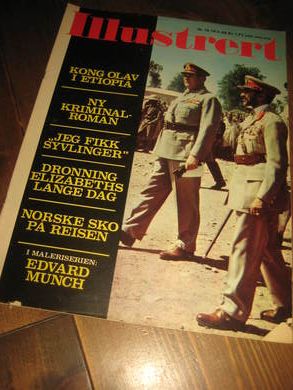 Illustrert
KONG OLAV
I ETIOPIA
NY
KRIMINAL-
ROMAN
„JEG FIKK
SYVLINGER"
DRONNING
ELIZABETHS
LANGE DAG
NORSKE SKO
PÅ REISEN
I MALERISERIEN:
EDVARD
MUNCH